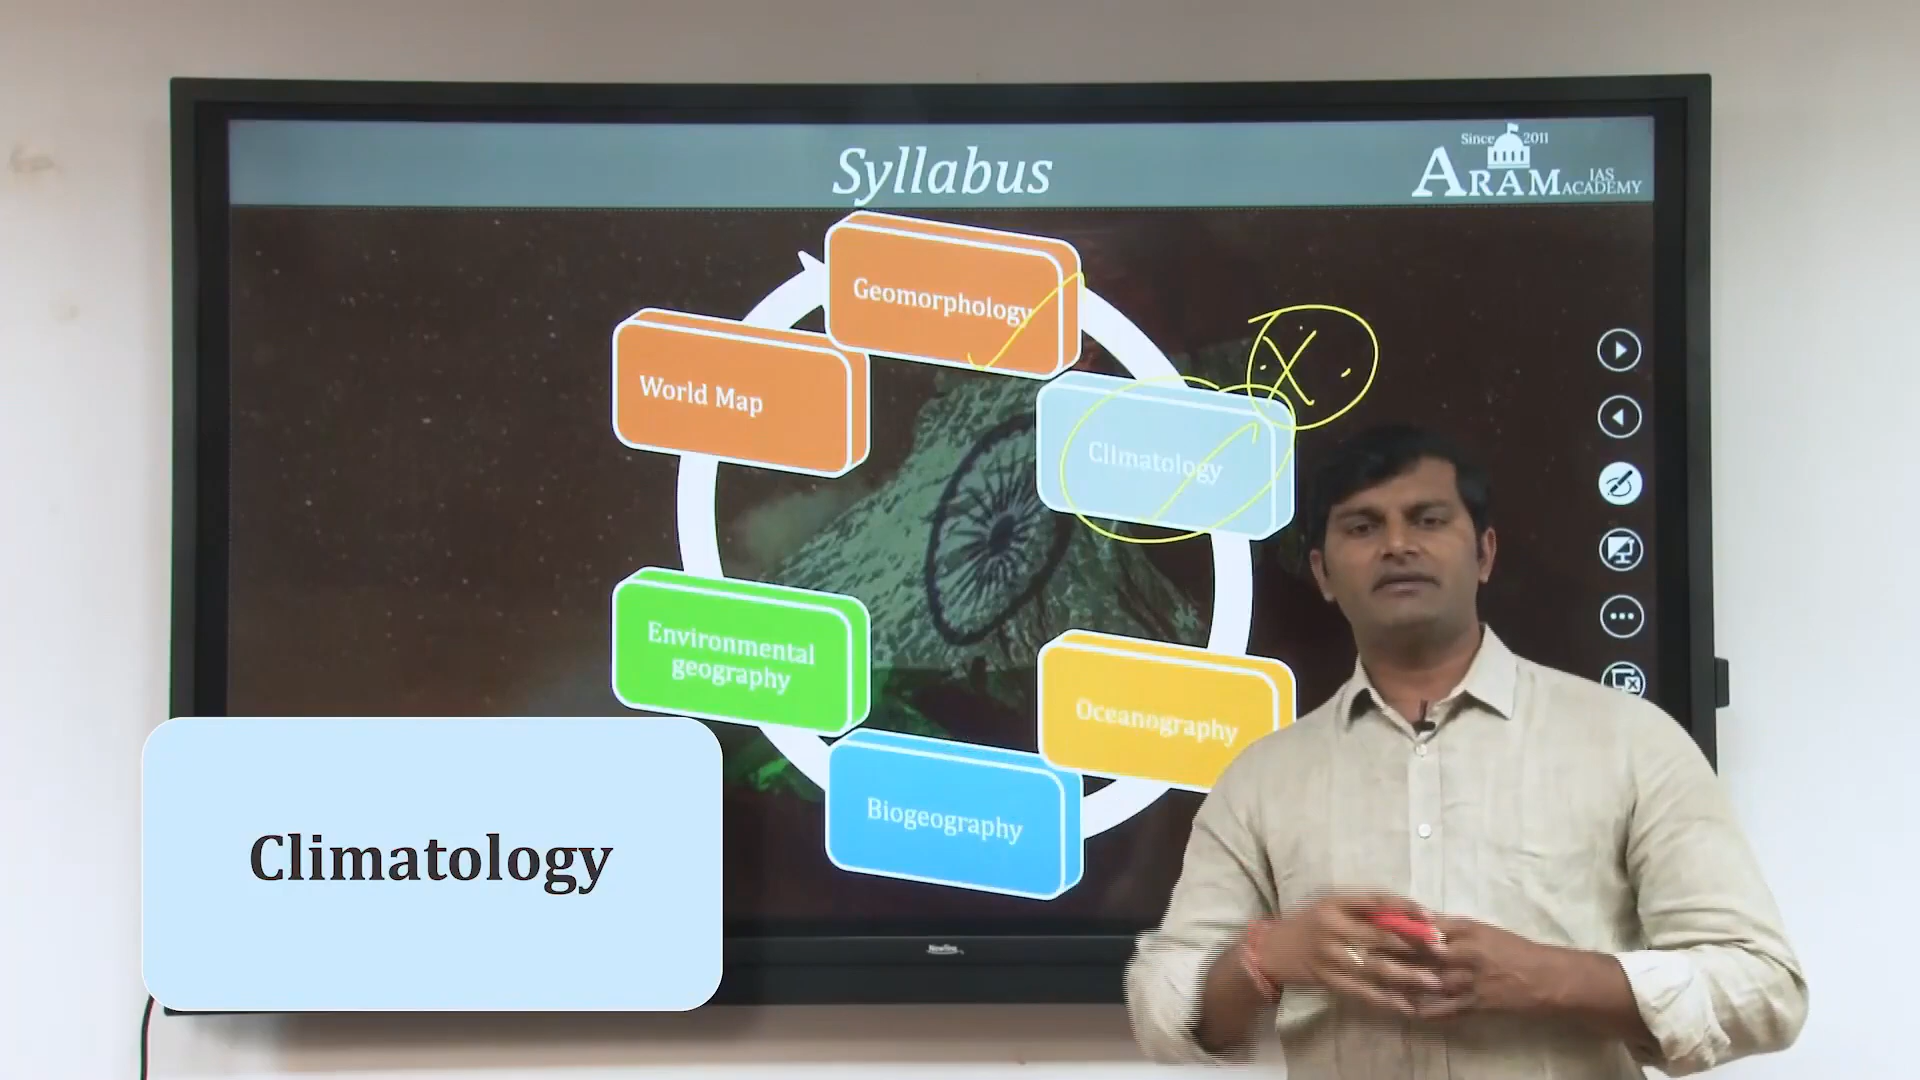 Syllabus
Since 2011
ARAM IAS ACADEMY
Geomorphology
World Map
Climatology
X
Environmental
geography
Oceanography
Biogeography
Climatology